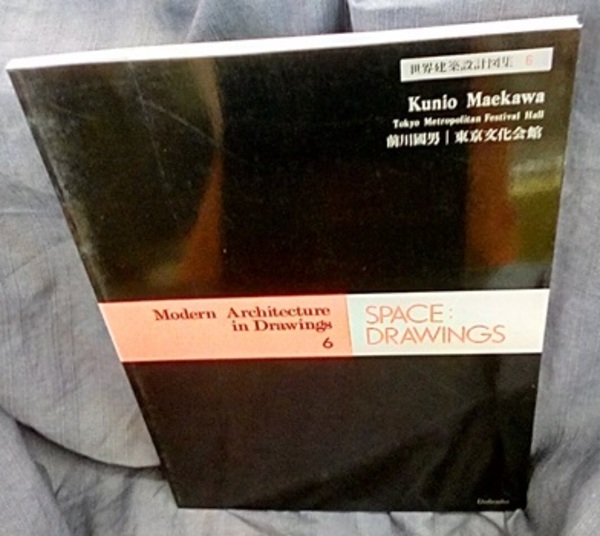 世界建築設計図集 6
Kunio Maekawa
Tokyo Metropolitan Festival Hall
前川國男｜東京文化会館
Modern Architecture
in Drawings
6
SPACE:
DRAWINGS